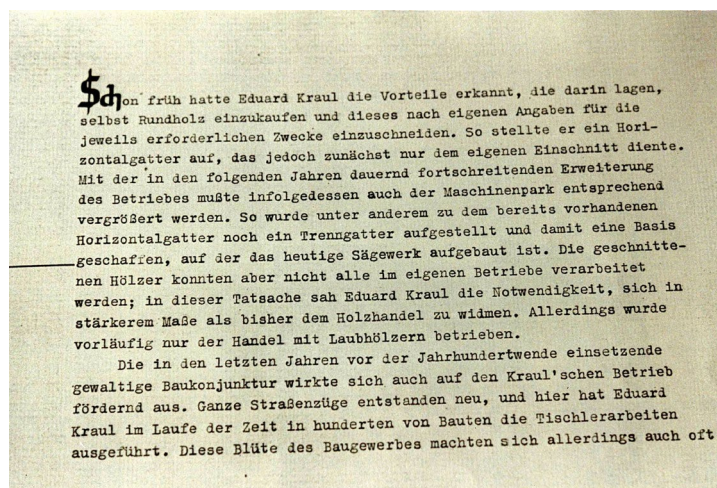 Schon früh hatte Eduard Kraul die Vorteile erkannt, die darin lagen,
selbst Rundholz einzukaufen und dieses nach eigenen Angaben für die
jeweils erforderlichen Zwecke einzuschneiden. So stellte er ein Hori-
zontalgatter auf, das jedoch zunächst nur dem eigenen Einschnitt diente.
Mit der in den folgenden Jahren dauernd fortschreitenden Erweiterung
des Betriebes mußte infolgedessen auch der Maschinenpark entsprechend
vergrößert werden. So wurde unter anderem zu dem bereits vorhandenen
Horizontalgatter noch ein Trenngatter aufgestellt und damit eine Basis
geschaffen, auf der das heutige Sägewerk aufgebaut ist. Die geschnitte-
nen Hölzer konnten aber nicht alle im eigenen Betriebe verarbeitet
werden; in dieser Tatsache sah Eduard Kraul die Notwendigkeit, sich in
stärkerem Maße als bisher dem Holzhandel zu widmen. Allerdings wurde
vorläufig nur der Handel mit Laubhölzern betrieben.
Die in den letzten Jahren vor der Jahrhundertwende einsetzende
gewaltige Baukonjunktur wirkte sich auch auf den Kraul'schen Betrieb
fördernd aus. Ganze Straßenzüge entstanden neu, und hier hat Eduard
Kraul im Laufe der Zeit in hunderten von Bauten die Tischlerarbeiten
ausgeführt. Diese Blüte des Baugewerbes machten sich allerdings auch oft